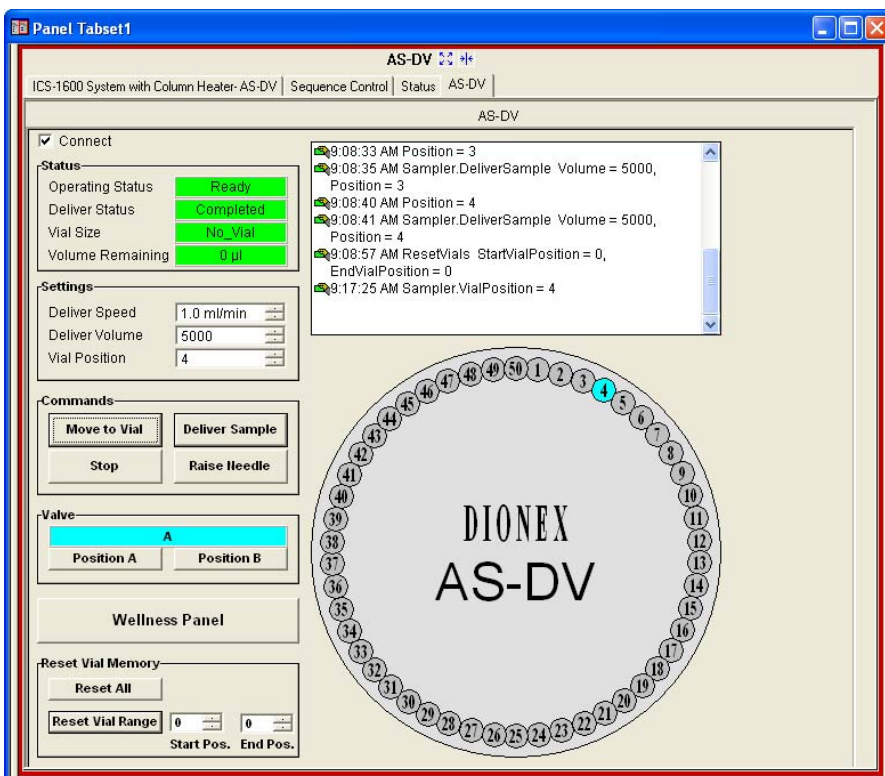 Panel Tabset1
AS-DV
ICS-1600 System with Column Heater- AS-DV Sequence Control Status AS-DV
AS-DV
Connect
Status
Operating Status Ready
Deliver Status Completed
Vial Size No_Vial
Volume Remaining 0 µl
Settings
Deliver Speed 1.0 ml/min
Deliver Volume 5000
Vial Position 4
Commands
Move to Vial Deliver Sample
Stop Raise Needle
Valve
A
Position A Position B
Wellness Panel
Reset Vial Memory
Reset All
Reset Vial Range 0 0
Start Pos. End Pos.
9:08:33 AM Position = 3
9:08:35 AM Sampler.DeliverSample Volume = 5000,
Position = 3
9:08:40 AM Position = 4
9:08:41 AM Sampler.DeliverSample Volume = 5000,
Position = 4
9:08:57 AM ResetVials StartVialPosition = 0,
EndVialPosition = 0
9:17:25 AM Sampler.VialPosition = 4
1 2 3 4 5 6 7 8 9 10 11 12 13 14 15 16 17 18 19 20 21 22 23 24 25 26 27 28 29 30 31 32 33 34 35 36 37 38 39 40 41 42 43 44 45 46 47 48 49 50
DIONEX
AS-DV